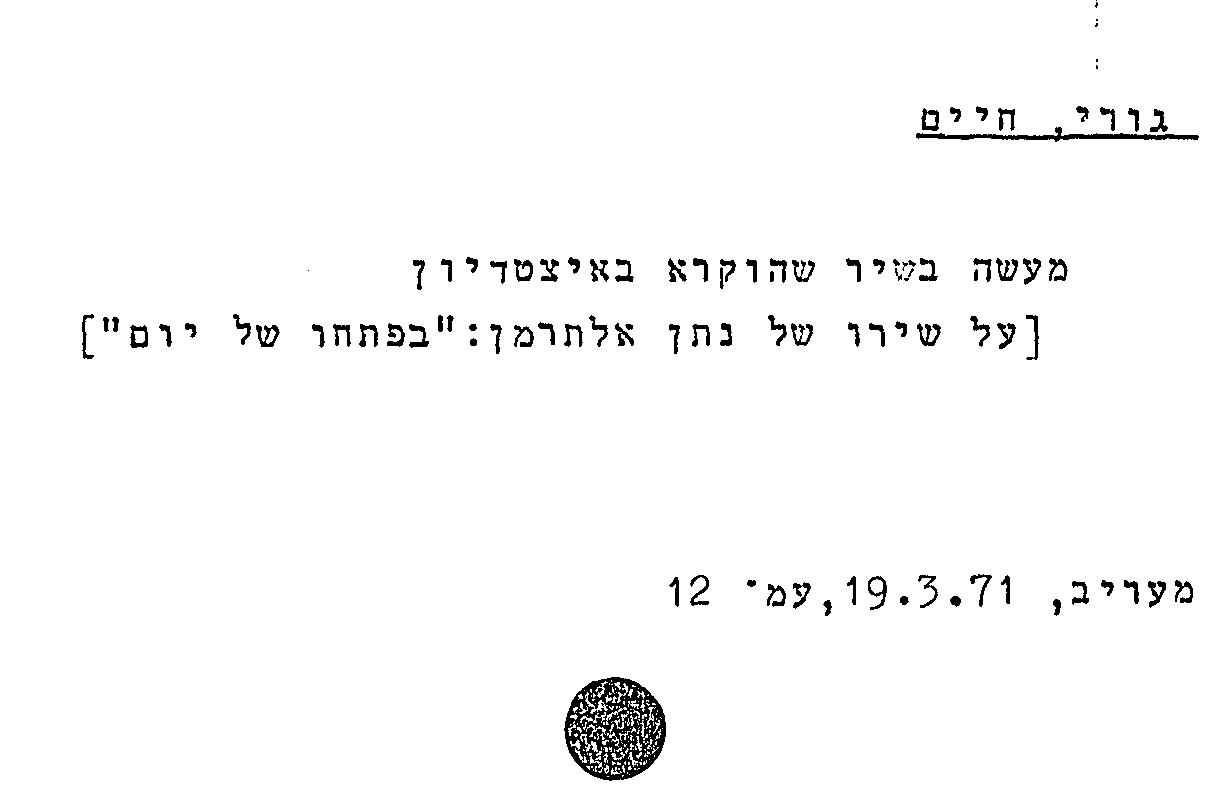 גורי, חיים
מעשה בשיר שהוקרא באיצטדיון
[על שירו של נתן אלתרמן:"בפתחו של יום"]
מעריב, 19.3.71,עמ' 12